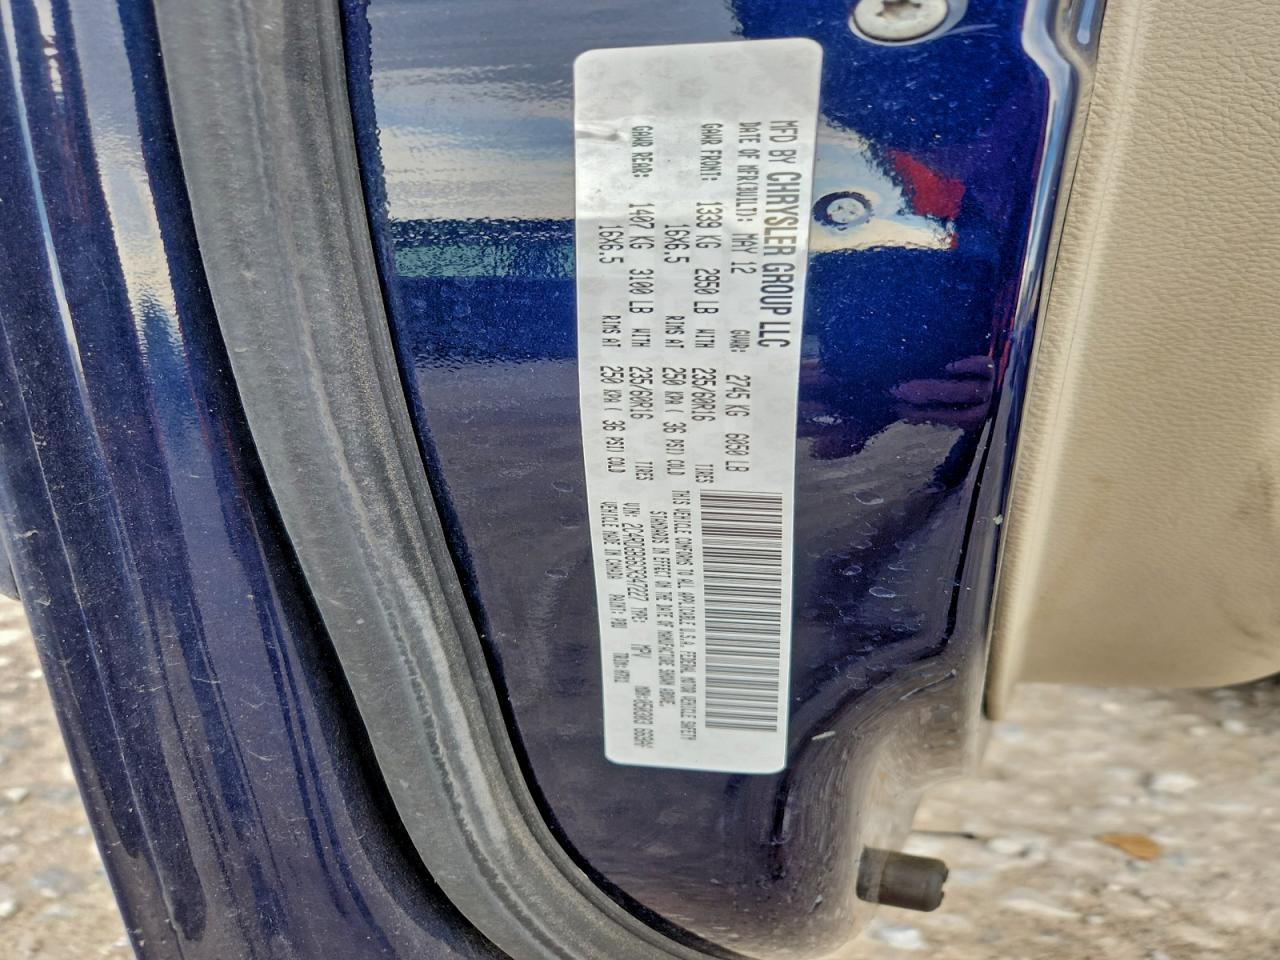 MFD BY CHRYSLER GROUP LLC
DATE OF MFR(BUILT): MAY 12 GVWR: 2745 KG 6050 LB
GAWR FRONT: 1339 KG 2950 LB WITH 235/60R16 TIRES
16X6.5 RIMS AT 250 KPA( 36 PSI) COLD
GAWR REAR: 1407 KG 3100 LB WITH 235/60R16 TIRES
16X6.5 RIMS AT 250 KPA( 36 PSI) COLD
THIS VEHICLE CONFORMS TO ALL APPLICABLE U.S.A. FEDERAL MOTOR VEHICLE SAFETY
STANDARDS IN EFFECT ON THE DATE OF MANUFACTURE SHOWN ABOVE.
VIN: TYPE: MPV
VEHICLE MADE IN CANADA PAINT: TRIM: